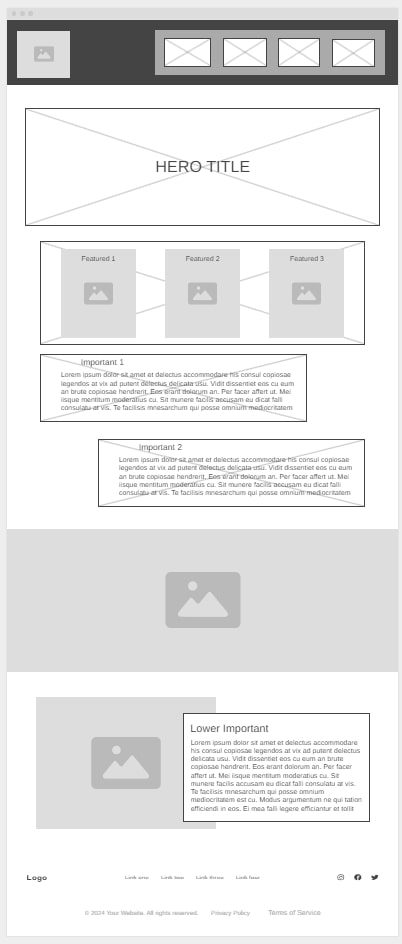 HERO TITLE
Featured 1
Featured 2
Featured 3
Important 1
Lorem ipsum dolor sit amet et delectus accommodare his consul copiosae
legendos at vix ad putent delectus delicata usu. Vidit dissentiet eos cu eum
an brute copiosae hendrerit. Eos erant dolorum an. Per facer affert ut. Mei
iisque mentitum moderatius cu. Sit munere facilis accusam eu dicat falli
consulatu at vis. Te facilisis mnesarchum qui posse omnium mediocritatem
Important 2
Lorem ipsum dolor sit amet et delectus accommodare his consul copiosae
legendos at vix ad putent delectus delicata usu. Vidit dissentiet eos cu eum
an brute copiosae hendrerit. Eos erant dolorum an. Per facer affert ut. Mei
iisque mentitum moderatius cu. Sit munere facilis accusam eu dicat falli
consulatu at vis. Te facilisis mnesarchum qui posse omnium mediocritatem
Lower Important
Lorem ipsum dolor sit amet et delectus accommodare
his consul copiosae legendos at vix ad putent delectus
delicata usu. Vidit dissentiet eos cu eum an brute
copiosae hendrerit. Eos erant dolorum an. Per facer
affert ut. Mei iisque mentitum moderatius cu. Sit
munere facilis accusam eu dicat falli consulatu at vis.
Te facilisis mnesarchum qui posse omnium
mediocritatem ex ea. Modus argumentum ne qui tation
efficiendi in eos. Ei mea falli legere efficiantur et tollit
Logo
Link one
Link two
Link three
Link four
© 2024 Your Website. All rights reserved.
Privacy Policy
Terms of Service